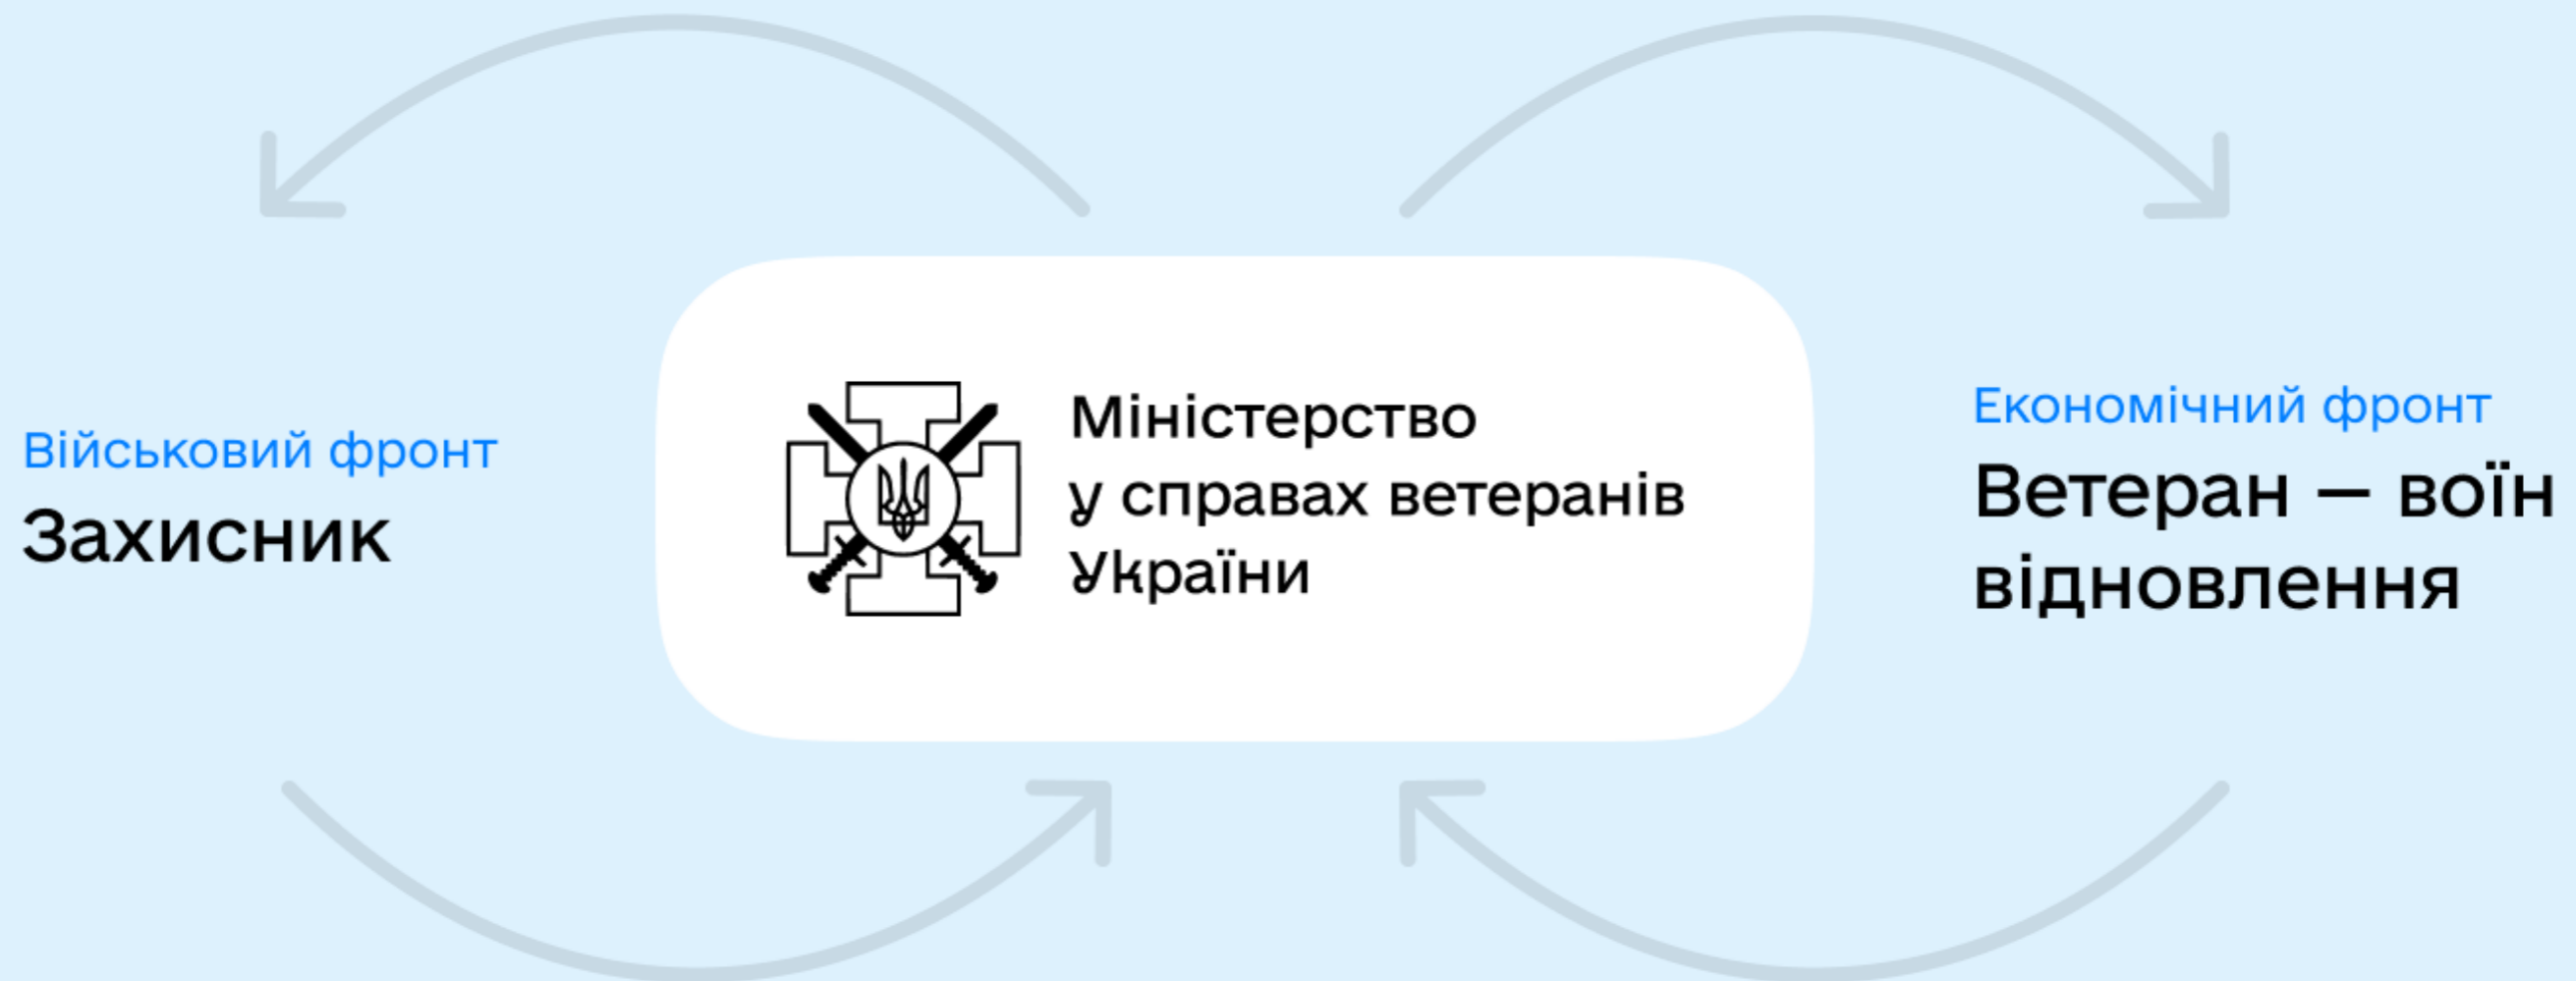 Військовий фронт
Захисник
Міністерство
у справах ветеранів
України
Економічний фронт
Ветеран — воїн
відновлення